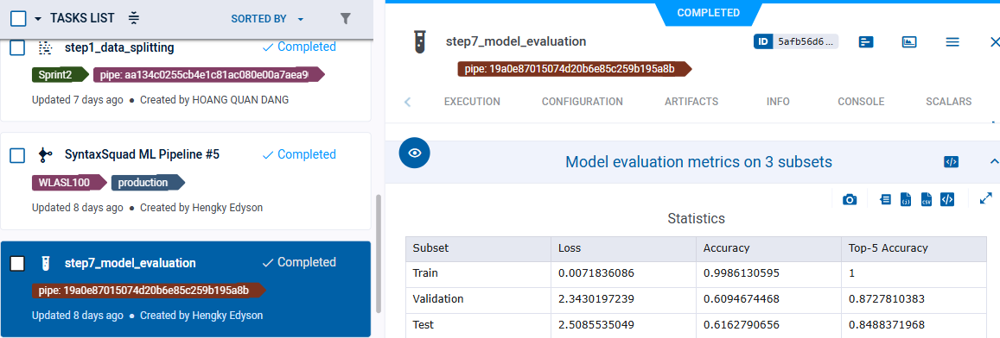 TASKS LIST
SORTED BY
step1_data_splitting
Completed
Sprint2
pipe: aa134c0255cb4e1c81ac080e00a7aea9
Updated 7 days ago ● Created by HOANG QUAN DANG
SyntaxSquad ML Pipeline #5
Completed
WLASL100
production
Updated 8 days ago ● Created by Hengky Edyson
step7_model_evaluation
Completed
pipe: 19a0e87015074d20b6e85c259b195a8b
Updated 8 days ago ● Created by Hengky Edyson
COMPLETED
step7_model_evaluation
ID 5afb56d6...
pipe: 19a0e87015074d20b6e85c259b195a8b
EXECUTION CONFIGURATION ARTIFACTS INFO CONSOLE SCALARS
Model evaluation metrics on 3 subsets
Statistics
Subset Loss Accuracy Top-5 Accuracy
Train 0.0071836086 0.9986130595 1
Validation 2.3430197239 0.6094674468 0.8727810383
Test 2.5085535049 0.6162790656 0.8488371968